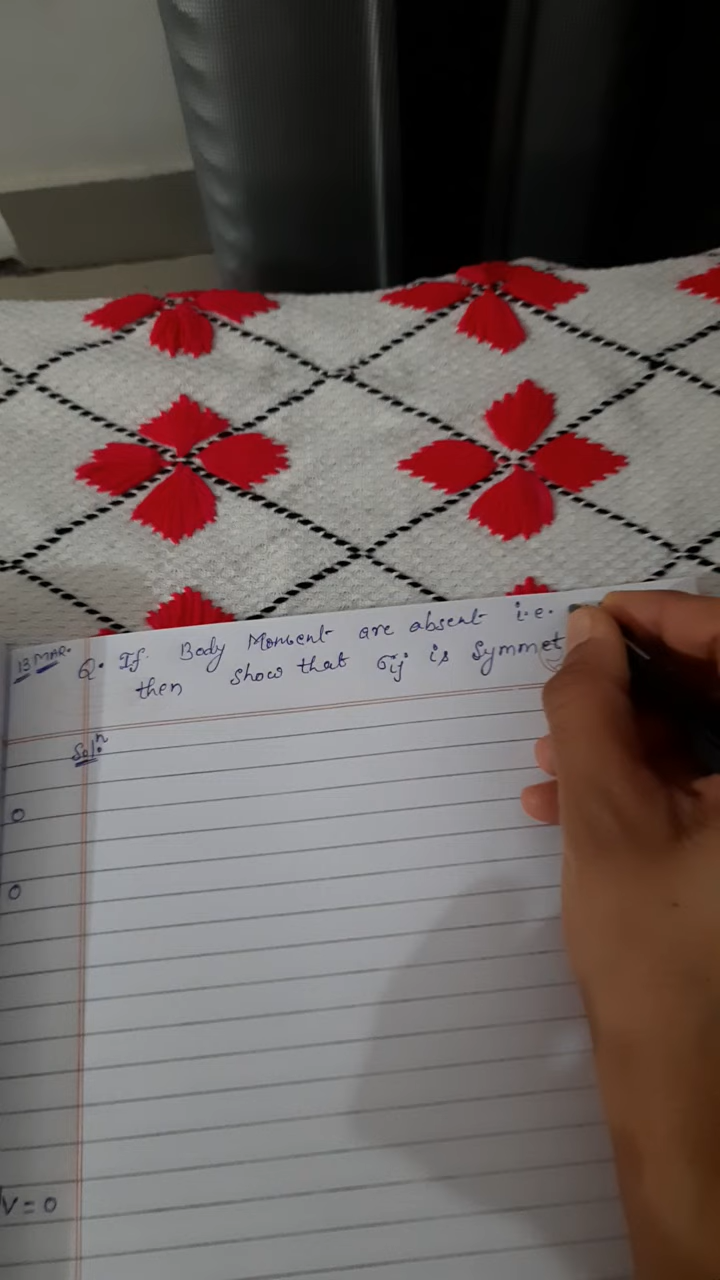 13 MAR.
Q. If Body Moment are absent i.e.
then show that σij is symmet
Solⁿ
V = 0